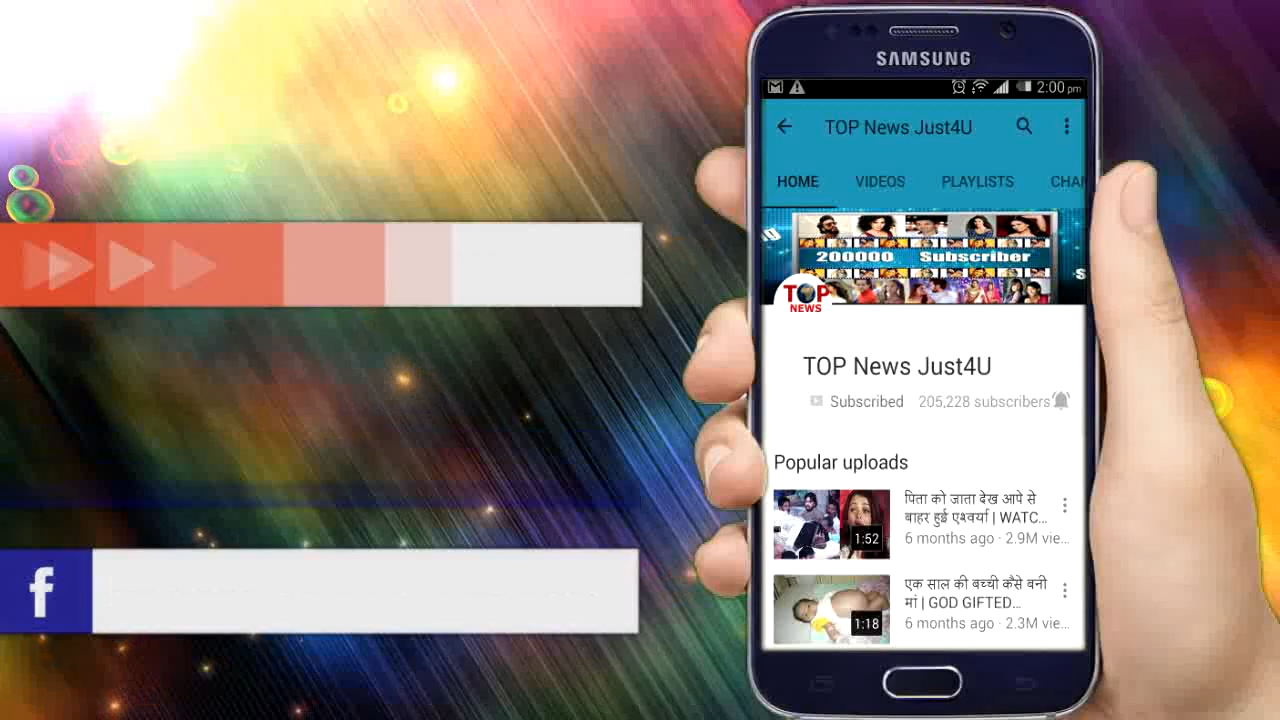 SAMSUNG
2:00 pm
TOP News Just4U
HOME VIDEOS PLAYLISTS CHAN
200000 Subscriber
TOP
NEWS
TOP News Just4U
Subscribed 205,228 subscribers
Popular uploads
पिता को जाता देख आपे से
बाहर हुई एश्वर्या | WATC...
1:52
6 months ago · 2.9M vie...
एक साल की बच्ची कैसे बनी
मां | GOD GIFTED...
1:18
6 months ago · 2.3M vie...
f